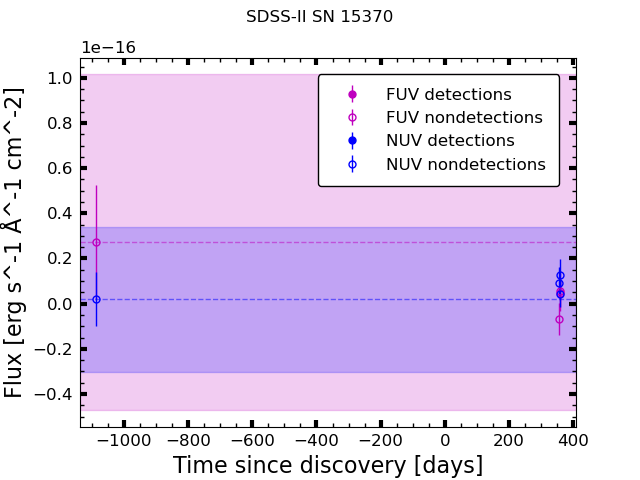 SDSS-II SN 15370
1e−16
1.0
0.8
0.6
0.4
0.2
0.0
−0.2
−0.4
Flux [erg s^-1 Å^-1 cm^-2]
FUV detections
FUV nondetections
NUV detections
NUV nondetections
−1000 −800 −600 −400 −200 0 200 400
Time since discovery [days]